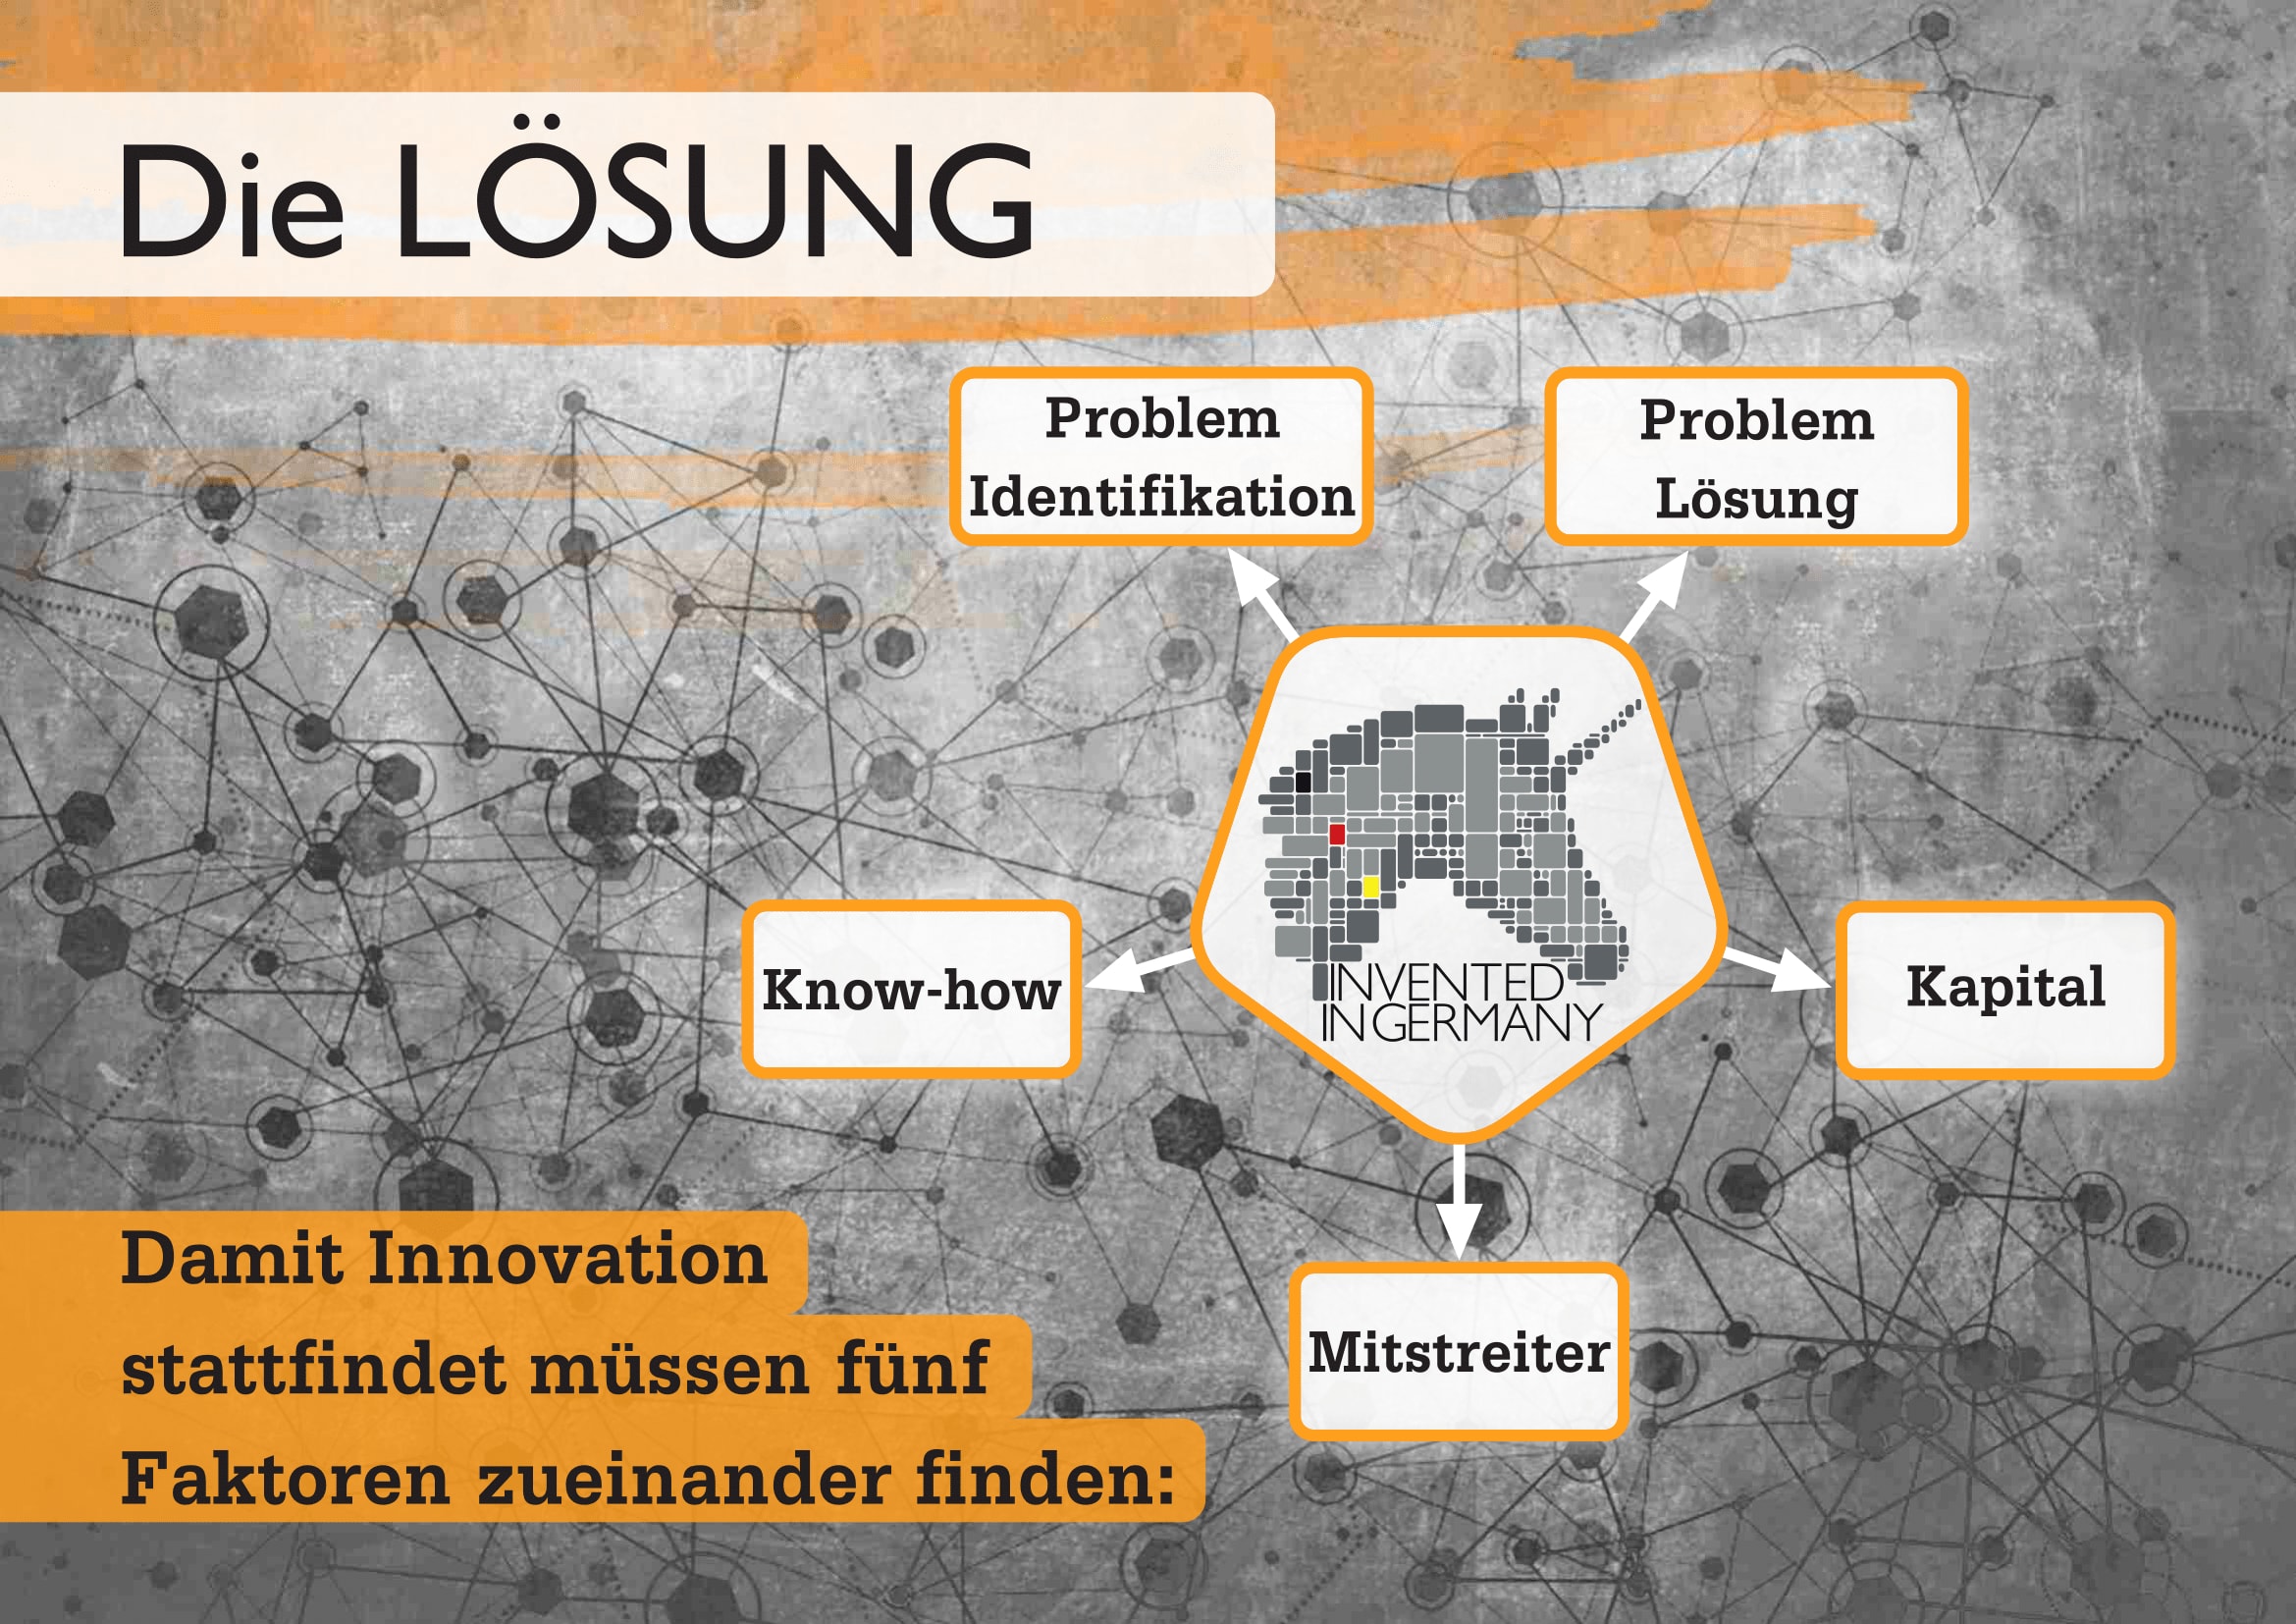 Die LÖSUNG
Problem
Identifikation
Problem
Lösung
Know-how
INVENTED
IN GERMANY
Kapital
Mitstreiter
Damit Innovation
stattfindet müssen fünf
Faktoren zueinander finden: